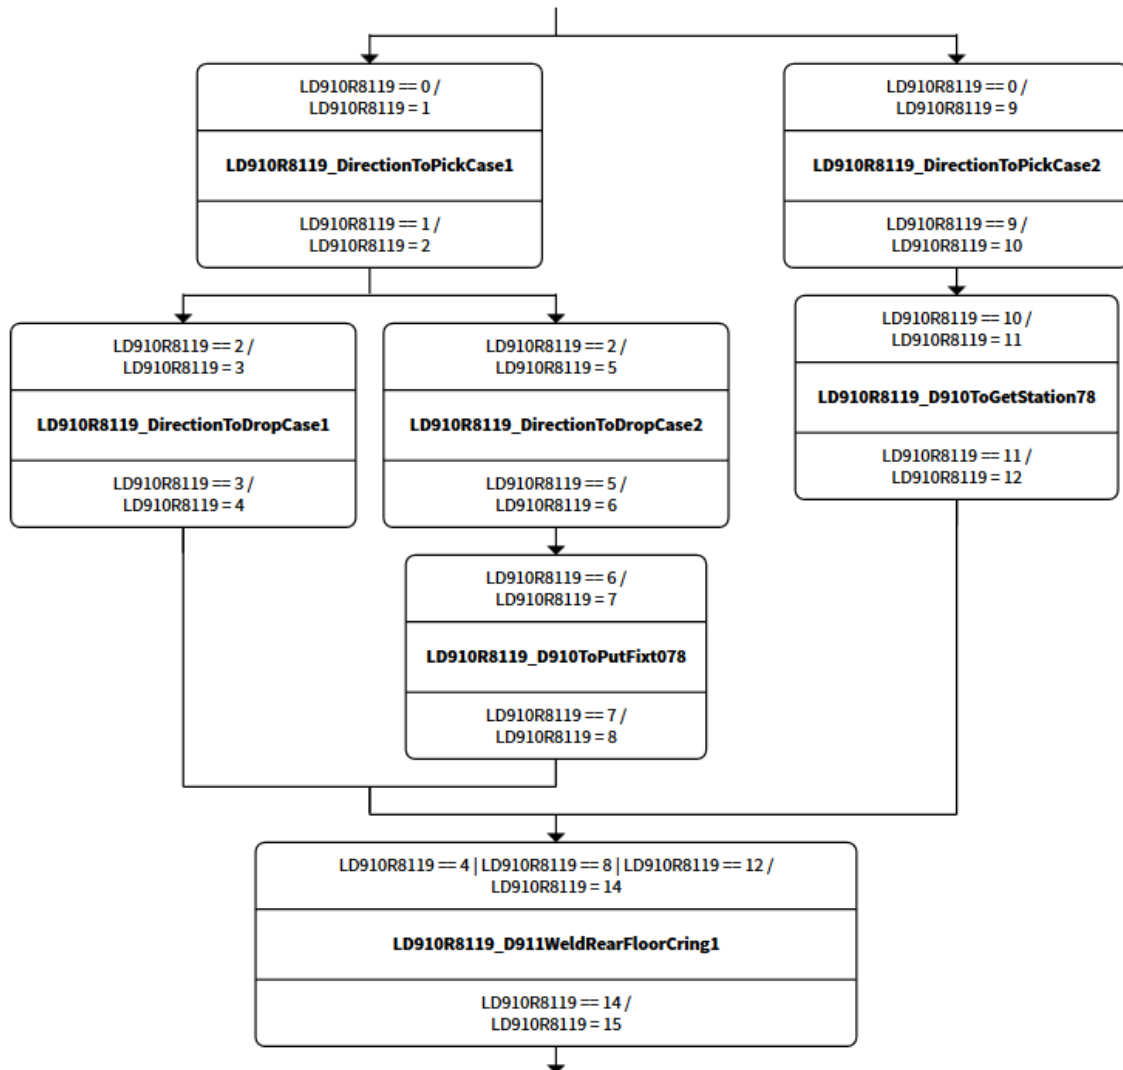 LD910R8119 == 0 /
LD910R8119 = 1
LD910R8119_DirectionToPickCase1
LD910R8119 == 1 /
LD910R8119 = 2
LD910R8119 == 0 /
LD910R8119 = 9
LD910R8119_DirectionToPickCase2
LD910R8119 == 9 /
LD910R8119 = 10
LD910R8119 == 2 /
LD910R8119 = 3
LD910R8119_DirectionToDropCase1
LD910R8119 == 3 /
LD910R8119 = 4
LD910R8119 == 2 /
LD910R8119 = 5
LD910R8119_DirectionToDropCase2
LD910R8119 == 5 /
LD910R8119 = 6
LD910R8119 == 10 /
LD910R8119 = 11
LD910R8119_D910ToGetStation78
LD910R8119 == 11 /
LD910R8119 = 12
LD910R8119 == 6 /
LD910R8119 = 7
LD910R8119_D910ToPutFixt078
LD910R8119 == 7 /
LD910R8119 = 8
LD910R8119 == 4 | LD910R8119 == 8 | LD910R8119 == 12 /
LD910R8119 = 14
LD910R8119_D911WeldRearFloorCring1
LD910R8119 == 14 /
LD910R8119 = 15